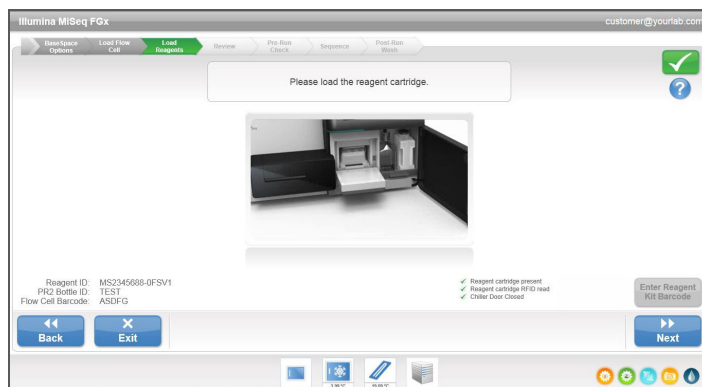 Illumina MiSeq FGx
customer@yourlab.com
BaseSpace Options
Load Flow Cell
Load Reagents
Review
Pre-Run Check
Sequence
Post-Run Wash
Please load the reagent cartridge.
Reagent ID: MS2345688-0FSV1
PR2 Bottle ID: TEST
Flow Cell Barcode: ASDFG
✓ Reagent cartridge present
✓ Reagent cartridge RFID read
✓ Chiller Door Closed
Enter Reagent
Kit Barcode
Back
Exit
Next